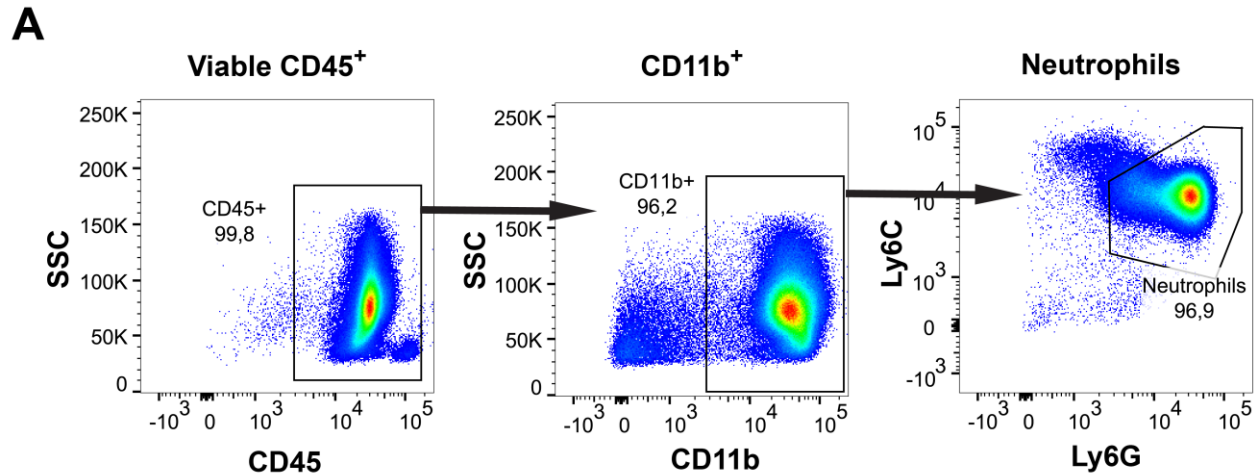 A
Viable CD45⁺
SSC
250K
200K
150K
100K
50K
0
CD45+
99,8
-10³ 0 10³ 10⁴ 10⁵
CD45
CD11b⁺
SSC
250K
200K
150K
100K
50K
0
CD11b+
96,2
-10³ 0 10³ 10⁴ 10⁵
CD11b
Neutrophils
Ly6C
10⁵
10⁴
10³
0
-10³
Neutrophils
96,9
-10³ 0 10³ 10⁴ 10⁵
Ly6G